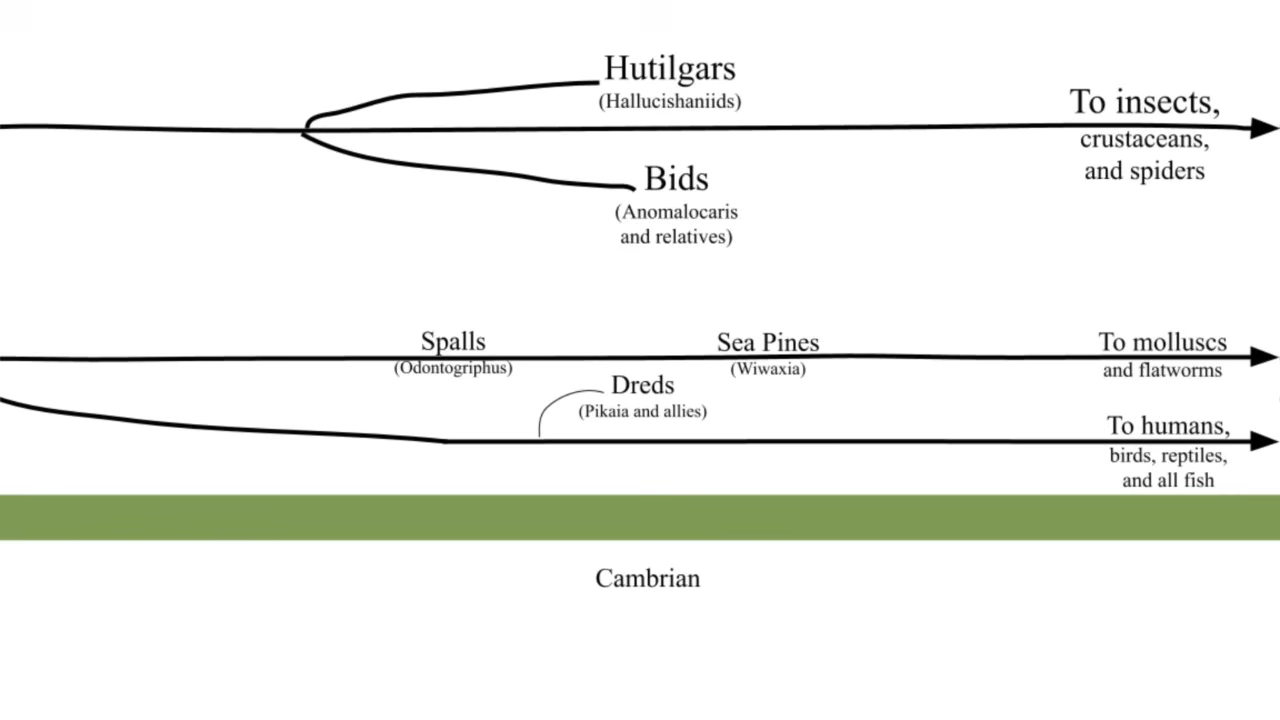 Hutilgars
(Hallucishaniids)
To insects,
crustaceans,
and spiders
Bids
(Anomalocaris
and relatives)
Spalls
(Odontogriphus)
Sea Pines
(Wiwaxia)
To molluscs
and flatworms
Dreds
(Pikaia and allies)
To humans,
birds, reptiles,
and all fish
Cambrian